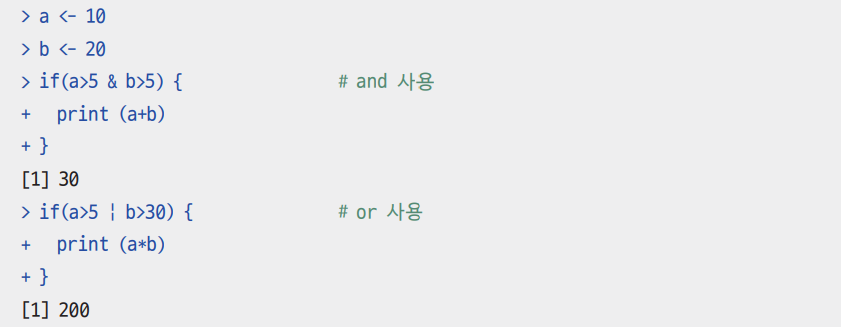 > a <- 10
> b <- 20
> if(a>5 & b>5) { # and 사용
+ print (a+b)
+ }
[1] 30
> if(a>5 ¦ b>30) { # or 사용
+ print (a*b)
+ }
[1] 200